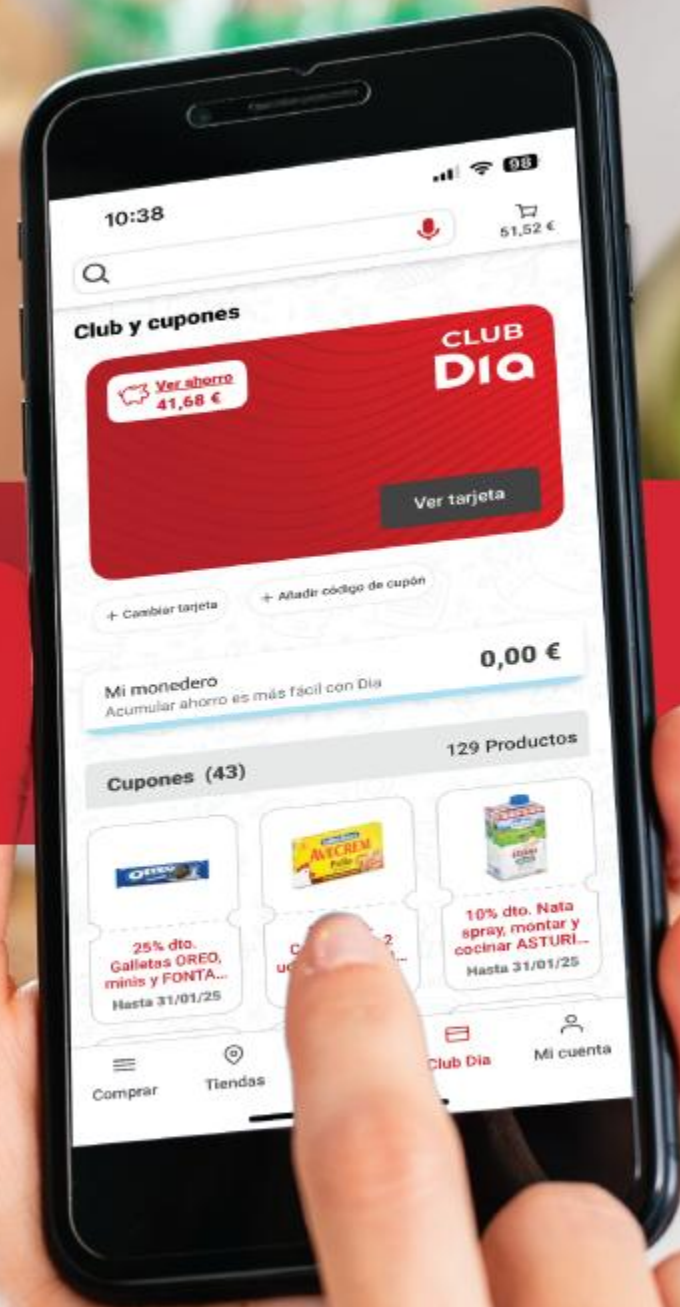 10:38
98
51,52 €
Club y cupones
CLUB
Dia
Ver ahorro
41,68 €
Ver tarjeta
+ Cambiar tarjeta
+ Añadir código de cupón
Mi monedero
0,00 €
Acumular ahorro es más fácil con Dia
Cupones (43)
129 Productos
OREO
AVECREM
Pollo
25% dto.
Galletas OREO,
minis y FONTA...
Hasta 31/01/25
2
10% dto. Nata
spray, montar y
cocinar ASTURI...
Hasta 31/01/25
Comprar
Tiendas
Club Dia
Mi cuenta